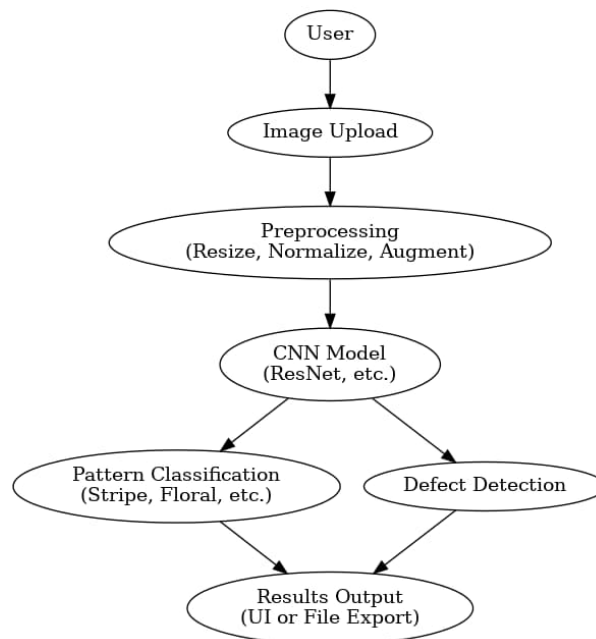 User
Image Upload
Preprocessing
(Resize, Normalize, Augment)
CNN Model
(ResNet, etc.)
Pattern Classification
(Stripe, Floral, etc.)
Defect Detection
Results Output
(UI or File Export)